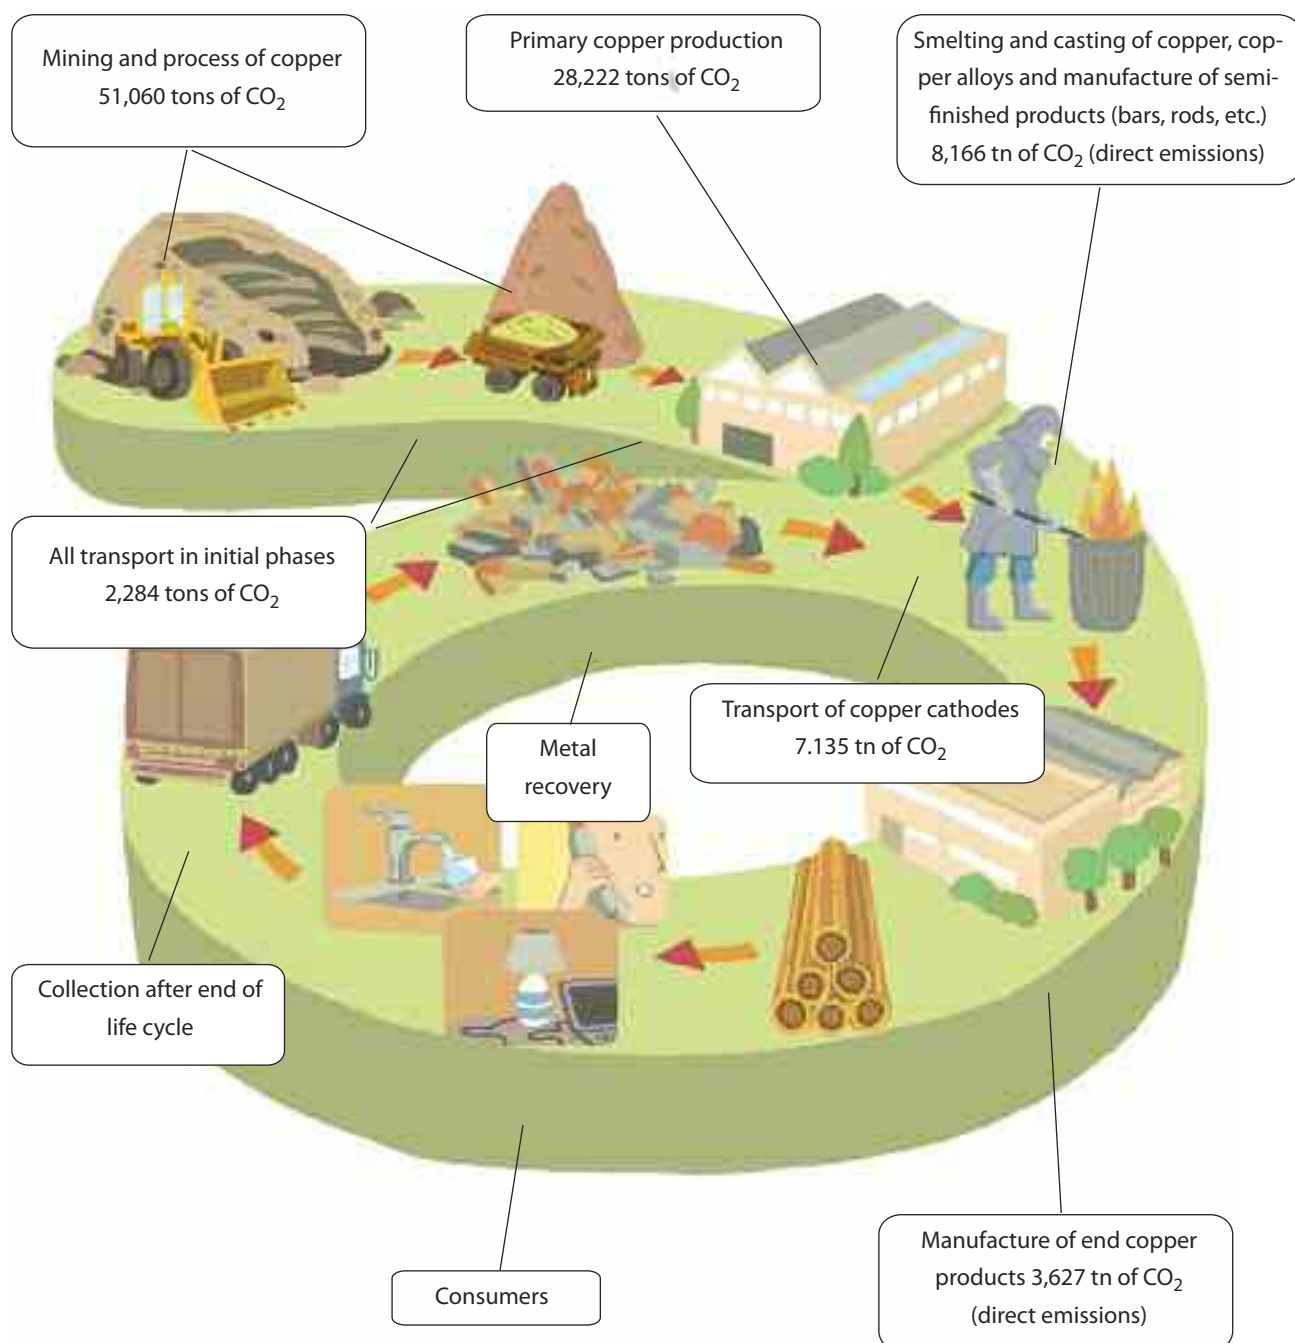 Mining and process of copper
51,060 tons of CO₂
Primary copper production
28,222 tons of CO₂
Smelting and casting of copper, cop-
per alloys and manufacture of semi-
finished products (bars, rods, etc.)
8,166 tn of CO₂ (direct emissions)
All transport in initial phases
2,284 tons of CO₂
Transport of copper cathodes
7.135 tn of CO₂
Metal
recovery
Collection after end of
life cycle
Manufacture of end copper
products 3,627 tn of CO₂
(direct emissions)
Consumers